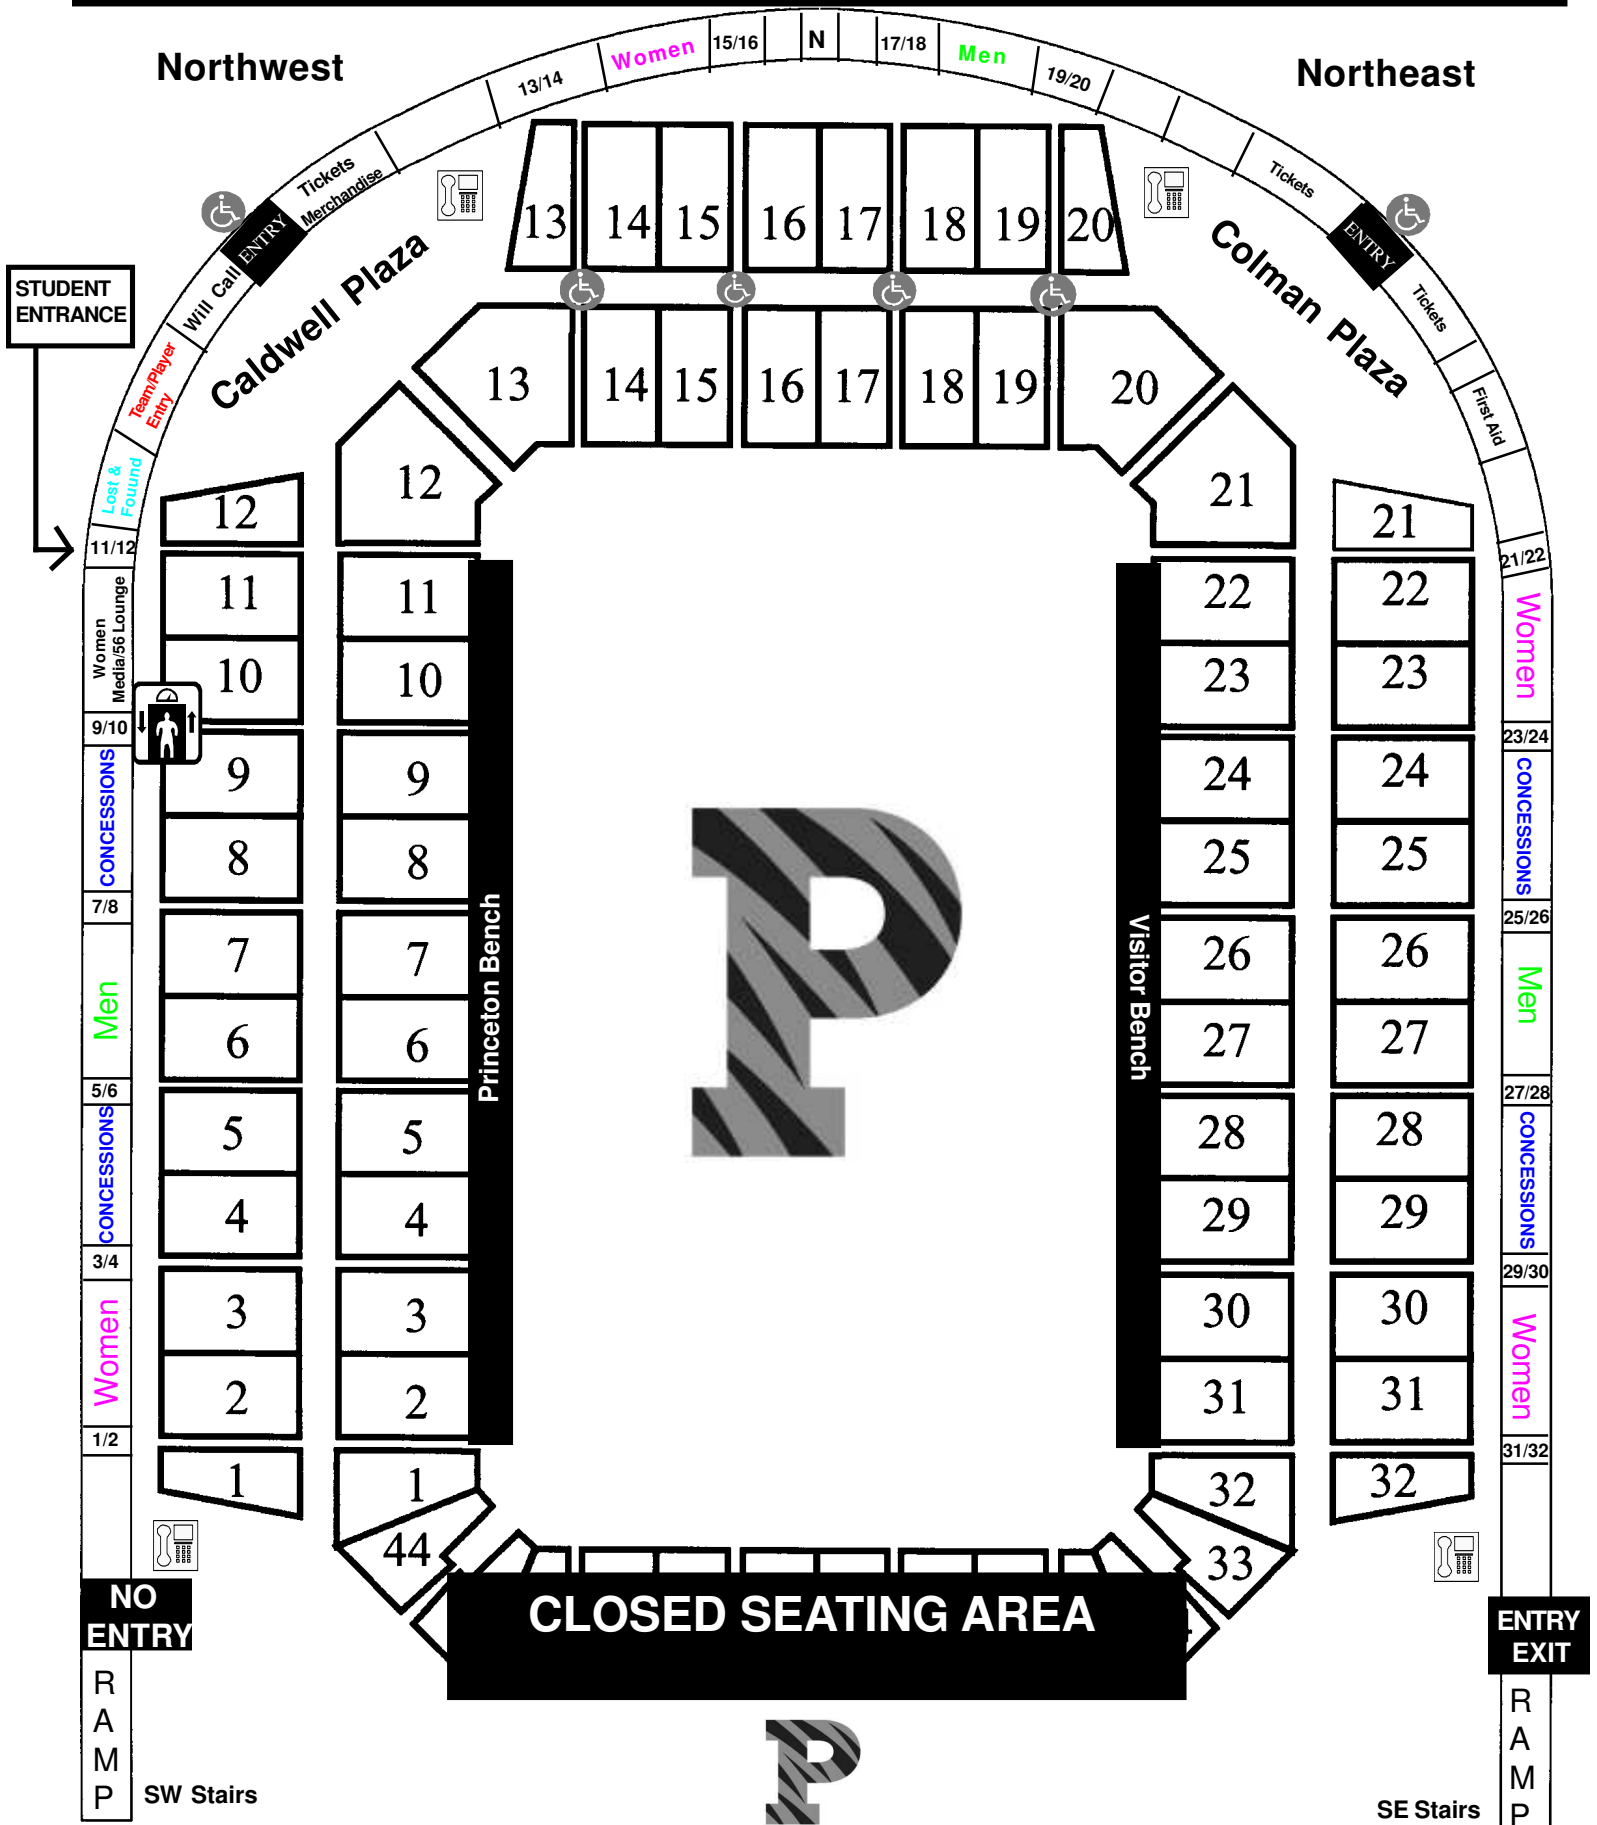 Northwest
Northeast
13/14
Women
15/16
N
17/18
Men
19/20
Tickets
Merchandise
ENTRY
Will Call
Team/Player
Entry
Lost &
Fouund
11/12
Women
Media/56 Lounge
9/10
CONCESSIONS
7/8
Men
5/6
CONCESSIONS
3/4
Women
1/2
NO
ENTRY
RAMP
SW Stairs
STUDENT
ENTRANCE
Caldwell Plaza
Colman Plaza
Tickets
ENTRY
Tickets
First Aid
21/22
Women
23/24
CONCESSIONS
25/26
Men
27/28
CONCESSIONS
29/30
Women
31/32
ENTRY
EXIT
RAMP
SE Stairs
13 14 15 16 17 18 19 20
13 14 15 16 17 18 19 20
12 12 21 21
11 11 22 22
10 10 23 23
9 9 24 24
8 8 25 25
7 7 26 26
6 6 27 27
5 5 28 28
4 4 29 29
3 3 30 30
2 2 31 31
1 1 32 32
44 33
Princeton Bench
Visitor Bench
P
CLOSED SEATING AREA
P